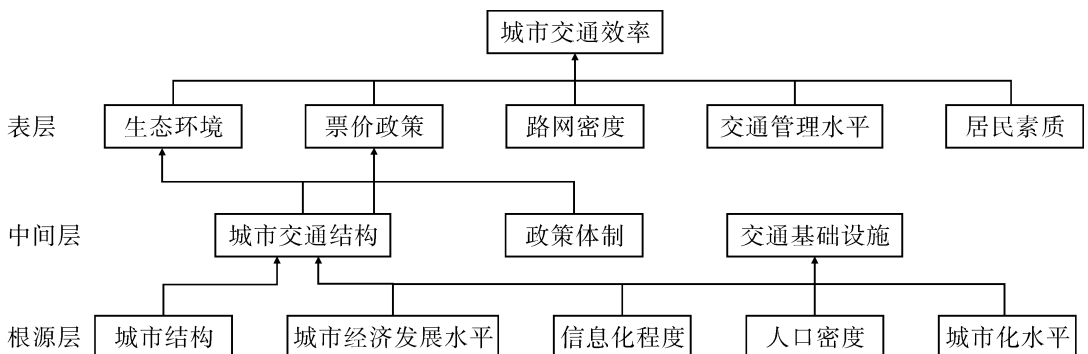 城市交通效率
表层 生态环境 票价政策 路网密度 交通管理水平 居民素质
中间层 城市交通结构 政策体制 交通基础设施
根源层 城市结构 城市经济发展水平 信息化程度 人口密度 城市化水平